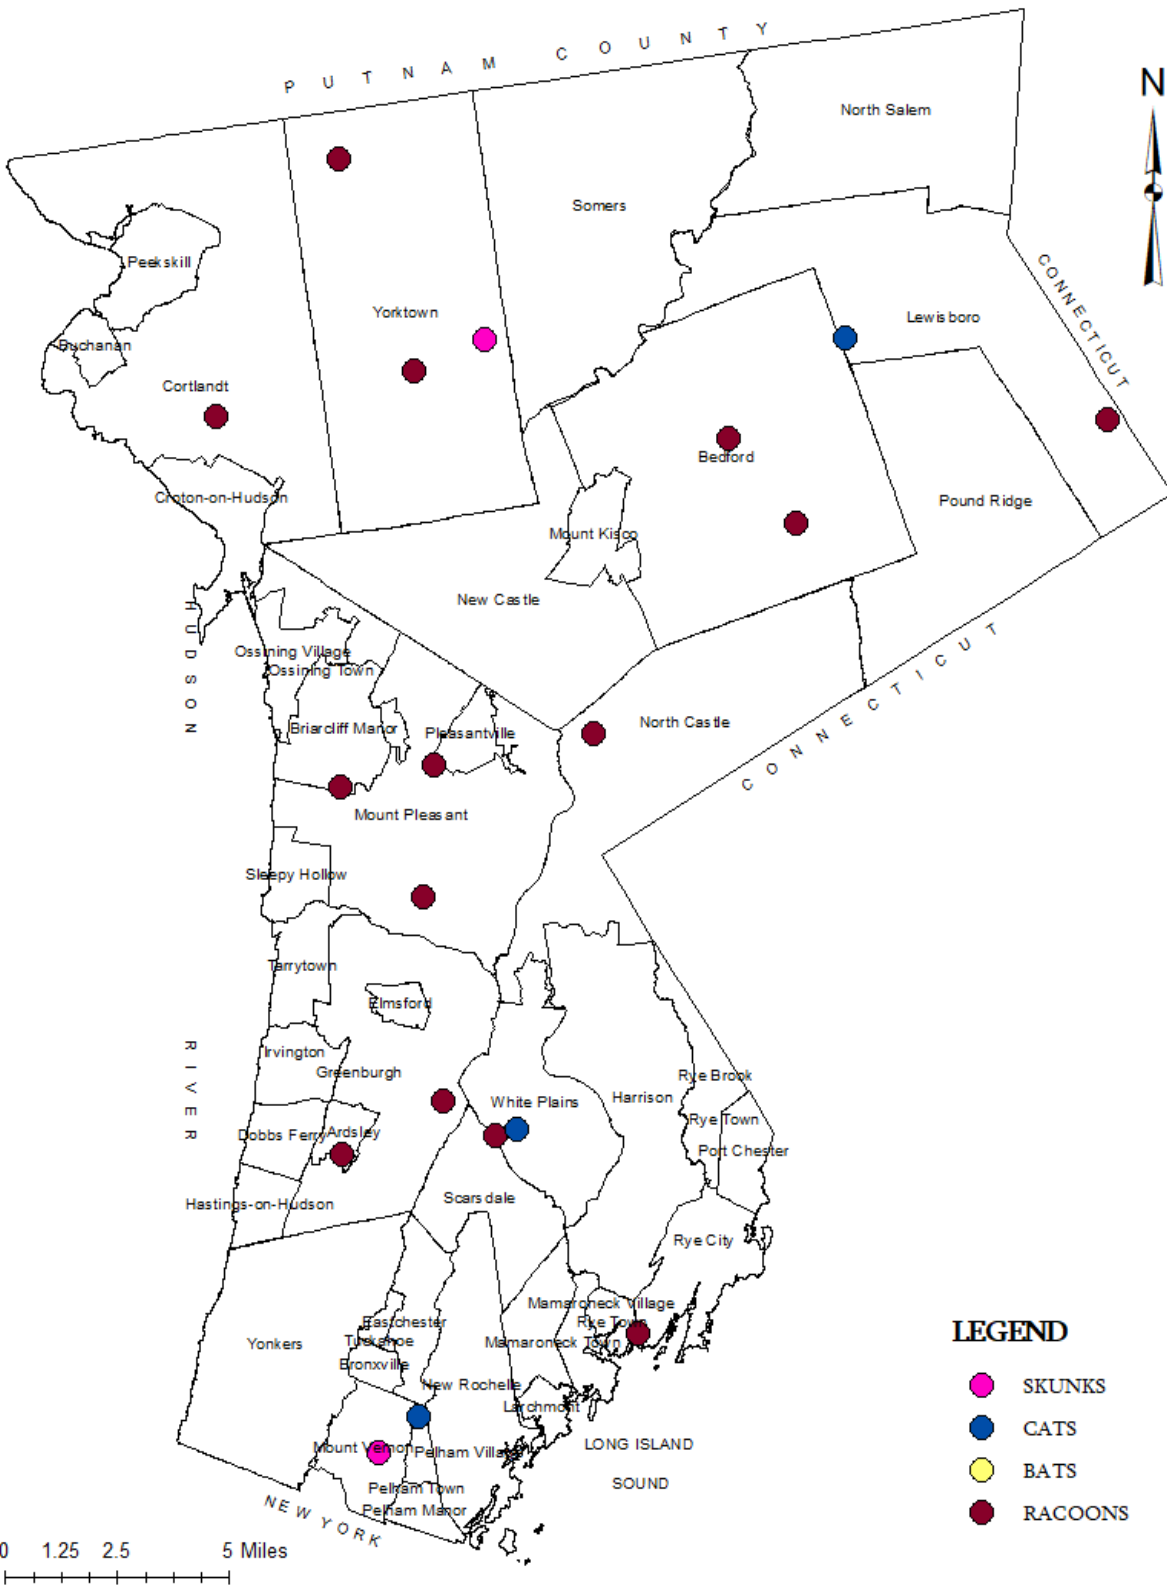 PUTNAM COUNTY
N
North Salem
Somers
Peekskill
CONNECTICUT
Yorktown
Lewisboro
Buchanan
Cortlandt
Bedford
Croton-on-Hudson
Pound Ridge
Mount Kisco
New Castle
HUDSON
CONNECTICUT
Ossining Village
Ossining Town
North Castle
Briarcliff Manor
Pleasantville
Mount Pleasant
Sleepy Hollow
Tarrytown
Elmsford
RIVER
Irvington
Greenburgh
Rye Brook
White Plains
Harrison
Rye Town
Dobbs Ferry
Ardsley
Port Chester
Scarsdale
Hastings-on-Hudson
Rye City
Mamaroneck Village
Eastchester
Rye Town
Yonkers
Tuckahoe
Mamaroneck Town
Bronxville
New Rochelle
Larchmont
Mount Vernon
Pelham Village
LONG ISLAND
SOUND
Pelham Town
Pelham Manor
NEW YORK
LEGEND
SKUNKS
CATS
BATS
RACOONS
0 1.25 2.5 5 Miles